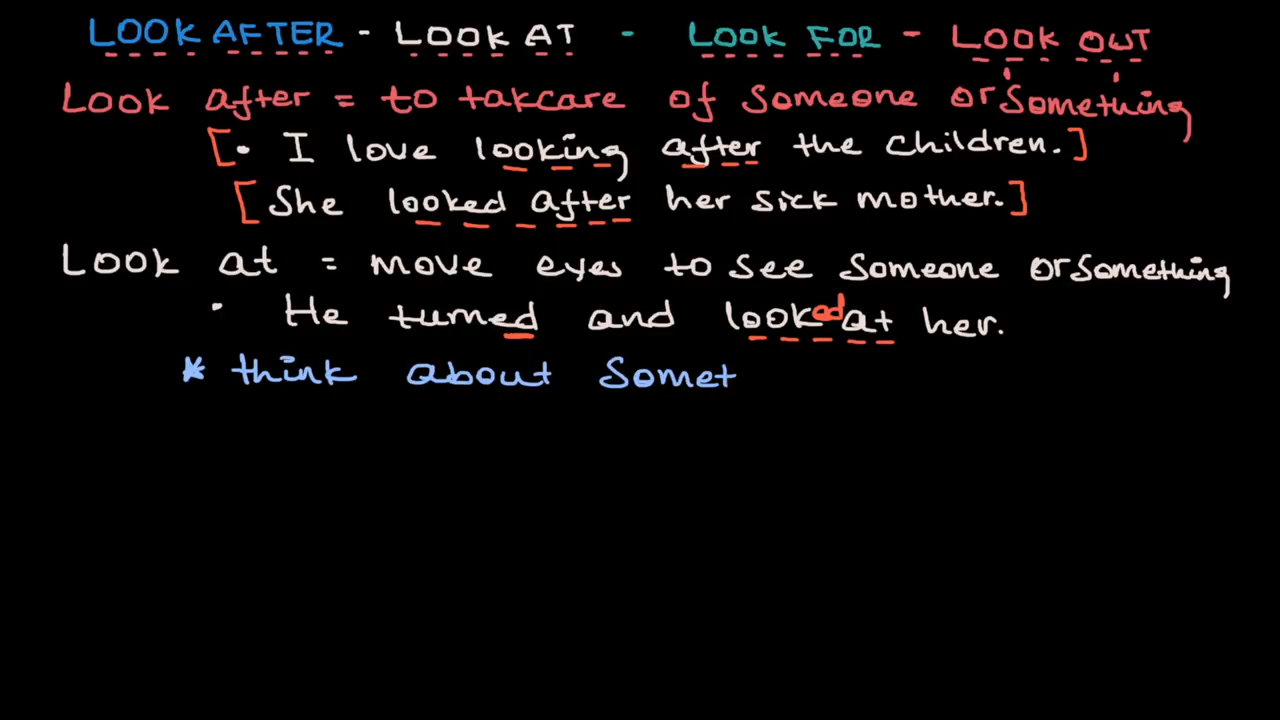 LOOK AFTER - LOOK AT - LOOK FOR - LOOK OUT
Look after = to takcare of someone or something
[. I love looking after the children.]
[She looked after her sick mother.]
Look at = move eyes to see someone or something
. He turned and looked at her.
* think about Somet